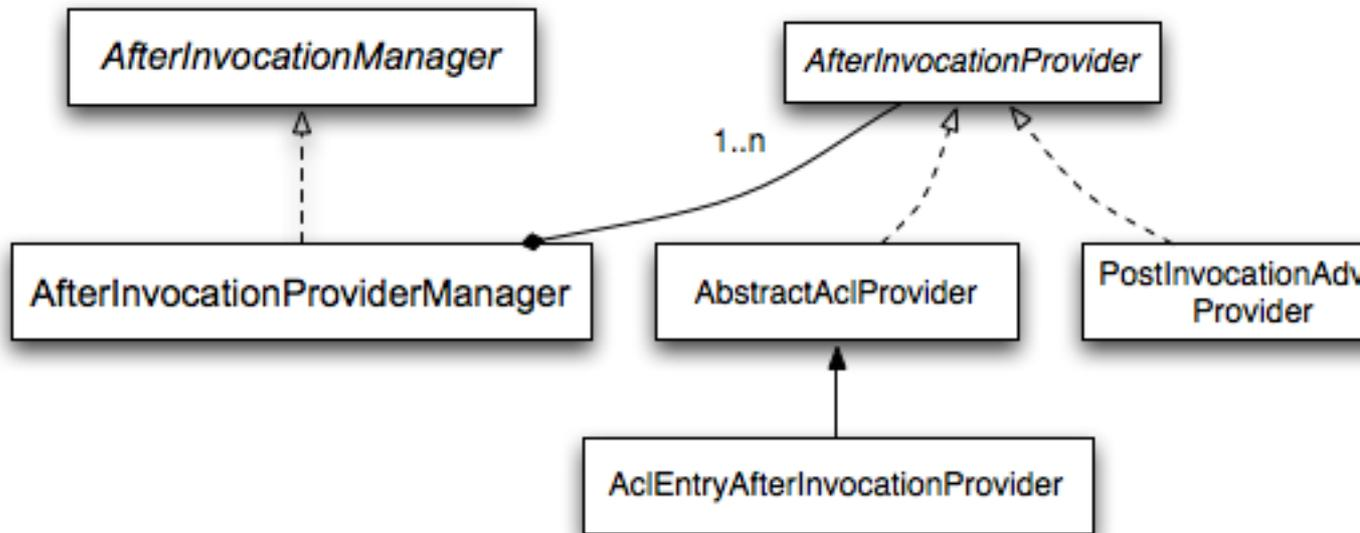 AfterInvocationManager
AfterInvocationProvider
1..n
AfterInvocationProviderManager
AbstractAclProvider
Provider
AclEntryAfterInvocationProvider